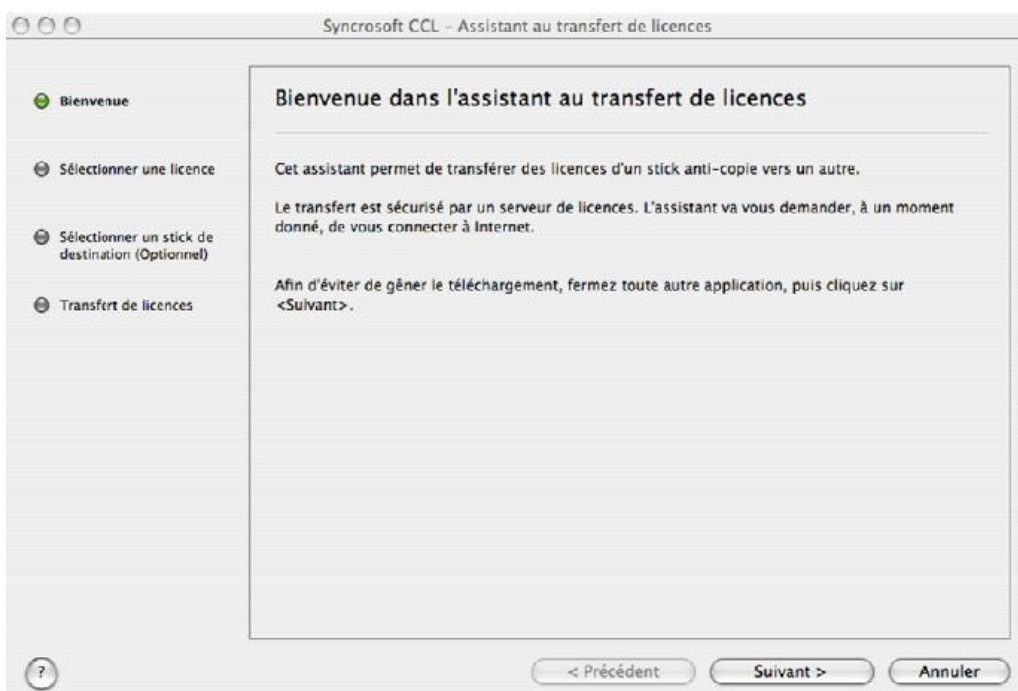 Syncrosoft CCL - Assistant au transfert de licences
Bienvenue
Sélectionner une licence
Sélectionner un stick de
destination (Optionnel)
Transfert de licences
Bienvenue dans l'assistant au transfert de licences
Cet assistant permet de transférer des licences d'un stick anti-copie vers un autre.
Le transfert est sécurisé par un serveur de licences. L'assistant va vous demander, à un moment
donné, de vous connecter à Internet.
Afin d'éviter de gêner le téléchargement, fermez toute autre application, puis cliquez sur
<Suivant>.
?
< Précédent
Suivant >
Annuler